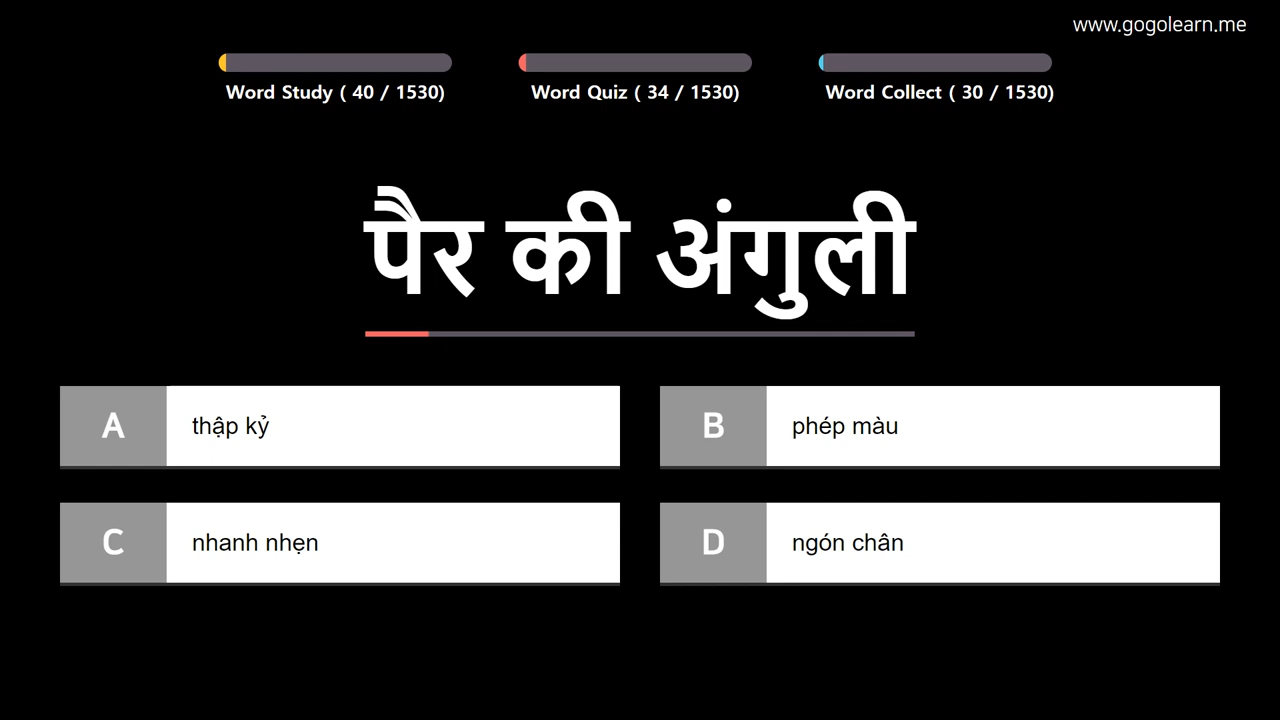 www.gogolearn.me
Word Study ( 40 / 1530)
Word Quiz ( 34 / 1530)
Word Collect ( 30 / 1530)
पैर की अंगुली
A
thập kỷ
B
phép màu
C
nhanh nhẹn
D
ngón chân